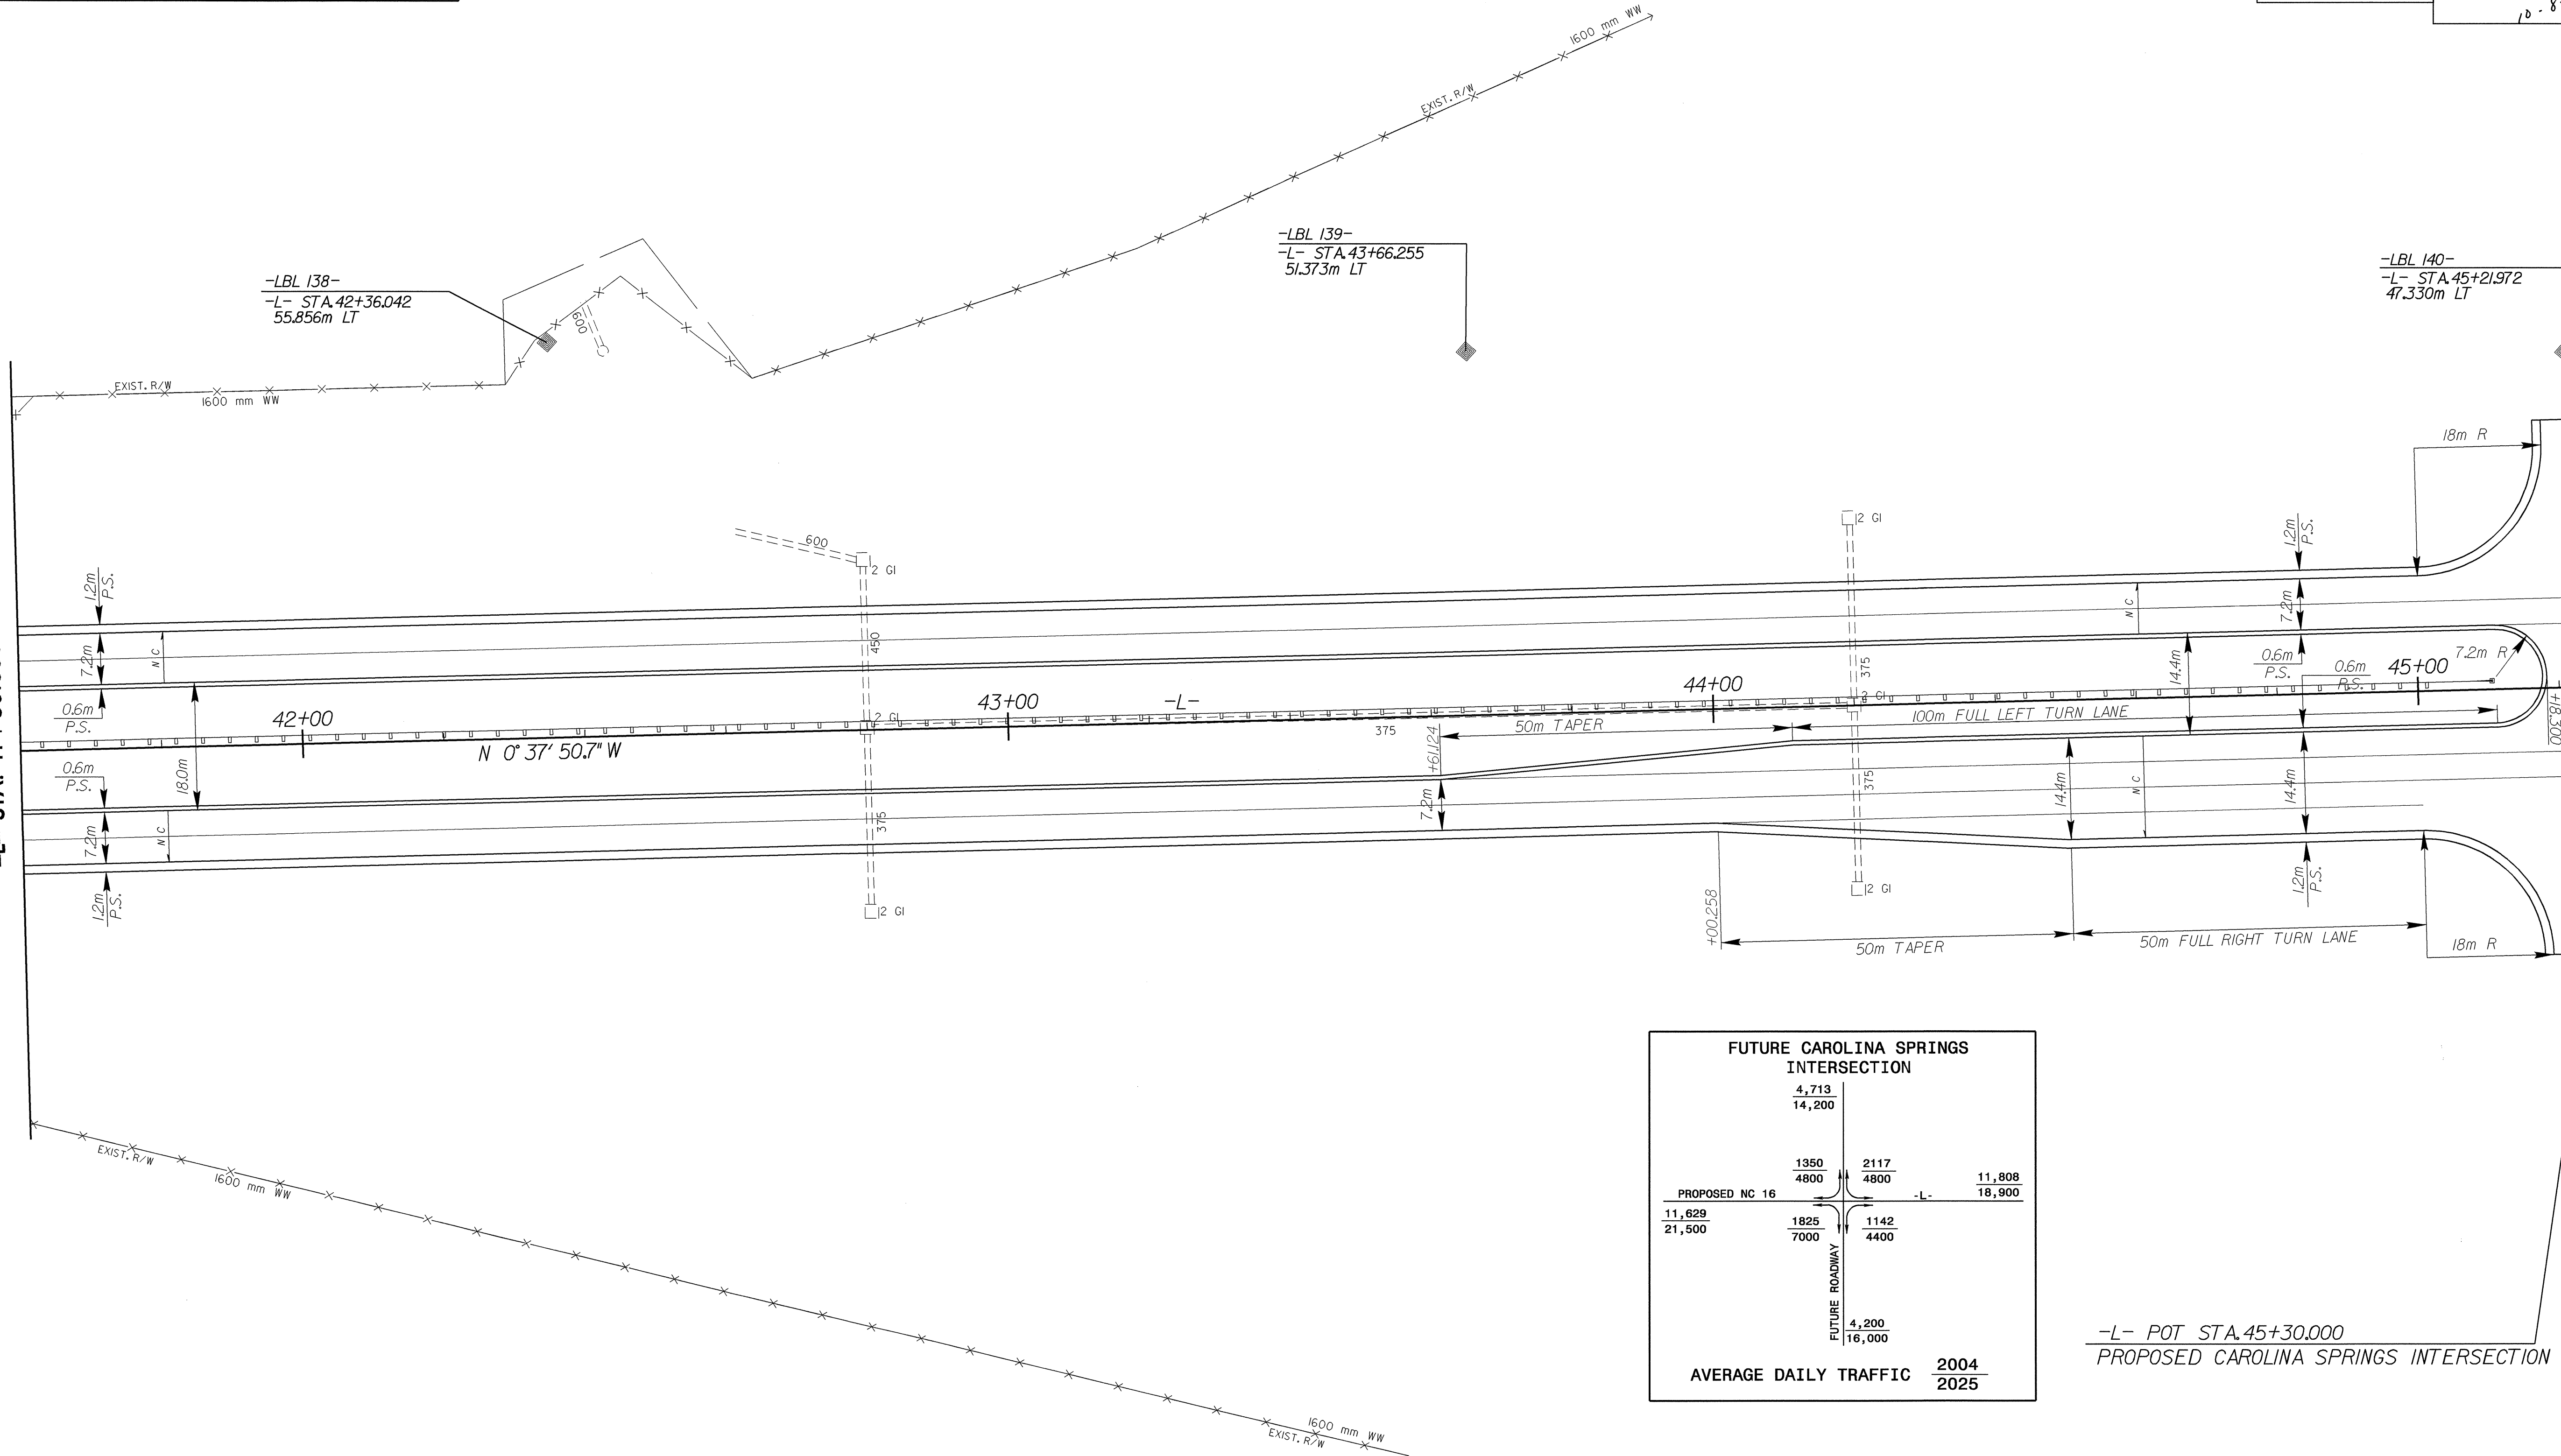 1600 mm WW
EXIST. R/W
-LBL 138-
-L- STA. 42+36.042
55.856m LT
600
-LBL 139-
-L- STA. 43+66.255
51.373m LT
-LBL 140-
-L- STA. 45+21.972
47.330m LT
EXIST. R/W
1600 mm WW
18m R
600
2 GI
2 GI
1.2m
P.S.
1.2m
P.S.
7.2m
N C
450
375
N C
7.2m
14.4m
0.6m
P.S.
0.6m
P.S.
0.6m
P.S.
7.2m R
42+00
43+00
44+00
45+00
-L-
2 GI
2 GI
N 0° 37' 50.7" W
18.0m
375
+61.124
50m TAPER
100m FULL LEFT TURN LANE
+18.300
0.6m
P.S.
7.2m
N C
375
7.2m
375
14.4m
N C
14.4m
1.2m
P.S.
2 GI
2 GI
1.2m
P.S.
+00.258
50m TAPER
50m FULL RIGHT TURN LANE
18m R
EXIST. R/W
1600 mm WW
1600 mm WW
EXIST. R/W
FUTURE CAROLINA SPRINGS
INTERSECTION
4,713
14,200
1350
4800
2117
4800
PROPOSED NC 16
-L-
11,808
18,900
11,629
21,500
1825
7000
1142
4400
FUTURE ROADWAY
4,200
16,000
AVERAGE DAILY TRAFFIC 2004
2025
-L- POT STA. 45+30.000
PROPOSED CAROLINA SPRINGS INTERSECTION